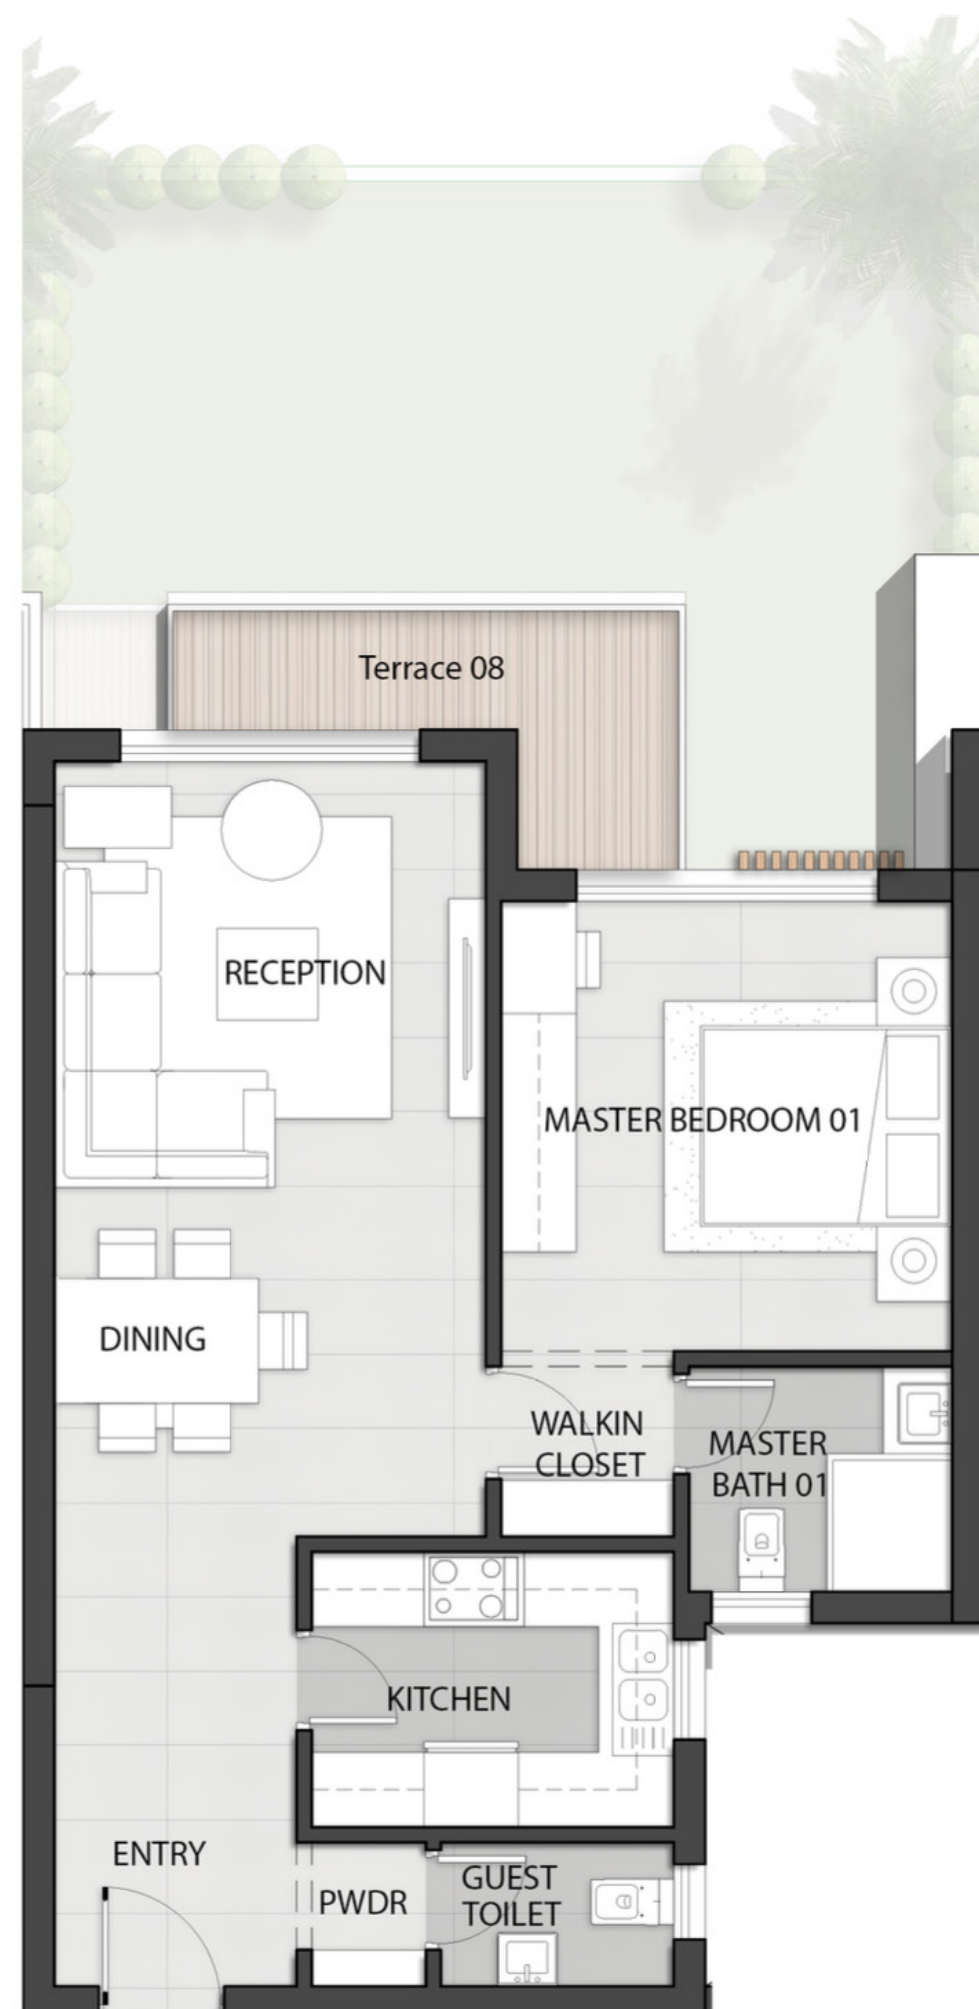 Terrace 08
RECEPTION
MASTER BEDROOM 01
DINING
WALKIN
CLOSET
MASTER
BATH 01
KITCHEN
ENTRY
PWDR
GUEST
TOILET